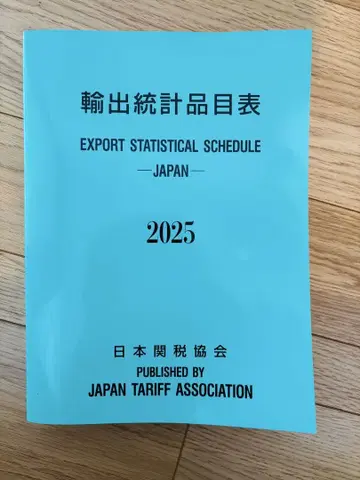 輸出統計品目表
EXPORT STATISTICAL SCHEDULE
—JAPAN—
2025
日本関税協会
PUBLISHED BY
JAPAN TARIFF ASSOCIATION